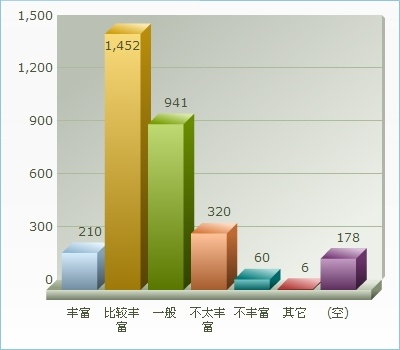 1,500
1,200
900
600
300
0
210
1,452
941
320
60
6
178
丰富
比较丰
富
一般
不太丰
富
不丰富
其它
(空)